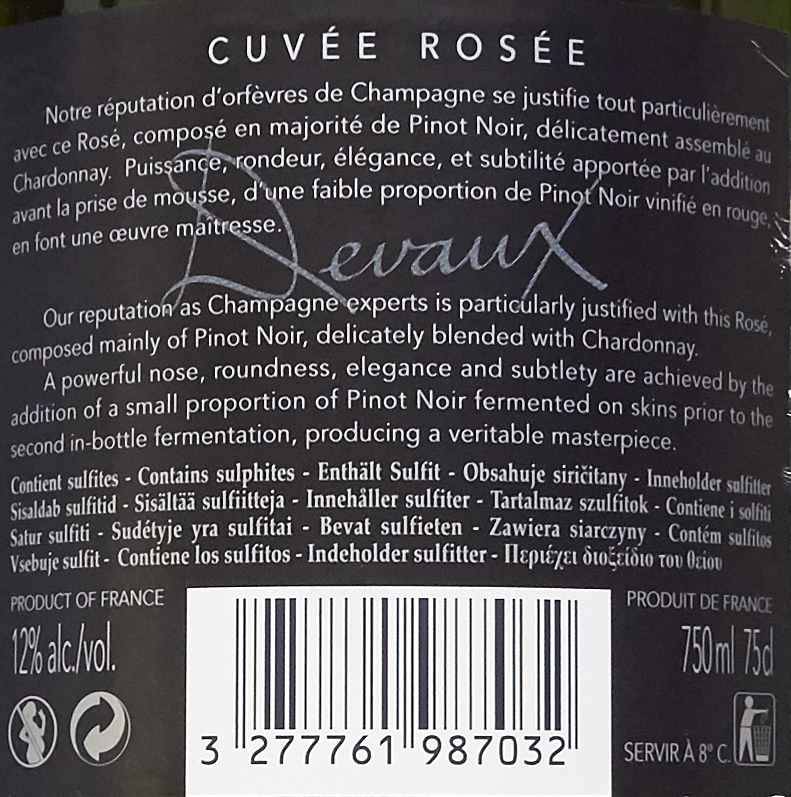 CUVÉE ROSÉE
Notre réputation d'orfèvres de Champagne se justifie tout particulièrement
avec ce Rosé, composé en majorité de Pinot Noir, délicatement assemblé au
Chardonnay. Puissance, rondeur, élégance, et subtilité apportée par l'addition
avant la prise de mousse, d'une faible proportion de Pinot Noir vinifié en rouge,
en font une œuvre maîtresse.
Devaux
Our reputation as Champagne experts is particularly justified with this Rosé,
composed mainly of Pinot Noir, delicately blended with Chardonnay.
A powerful nose, roundness, elegance and subtlety are achieved by the
addition of a small proportion of Pinot Noir fermented on skins prior to the
second in-bottle fermentation, producing a veritable masterpiece.
Contient sulfites - Contains sulphites - Enthält Sulfit - Obsahuje siričitany - Inneholder sulfitter
Sisaldab sulfitid - Sisältää sulfiitteja - Innehåller sulfiter - Tartalmaz szulfitok - Contiene i solfiti
Satur sulfiti - Sudétyje yra sulfitai - Bevat sulfieten - Zawiera siarczyny - Contém sulfitos
Vsebuje sulfit - Contiene los sulfitos - Indeholder sulfitter - Περιέχει διοξείδιο του θείου
PRODUCT OF FRANCE
PRODUIT DE FRANCE
12% alc./vol.
750 ml 75cl
SERVIR À 8° C.
3 277761 987032